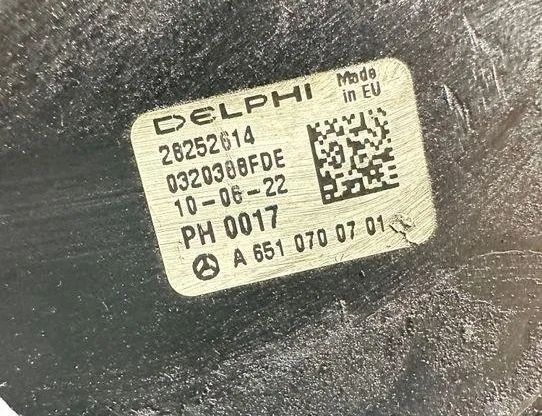 DELPHI
Made
in EU
28252614
0320388FDE
10-06-22
PH 0017
A 651 070 07 01